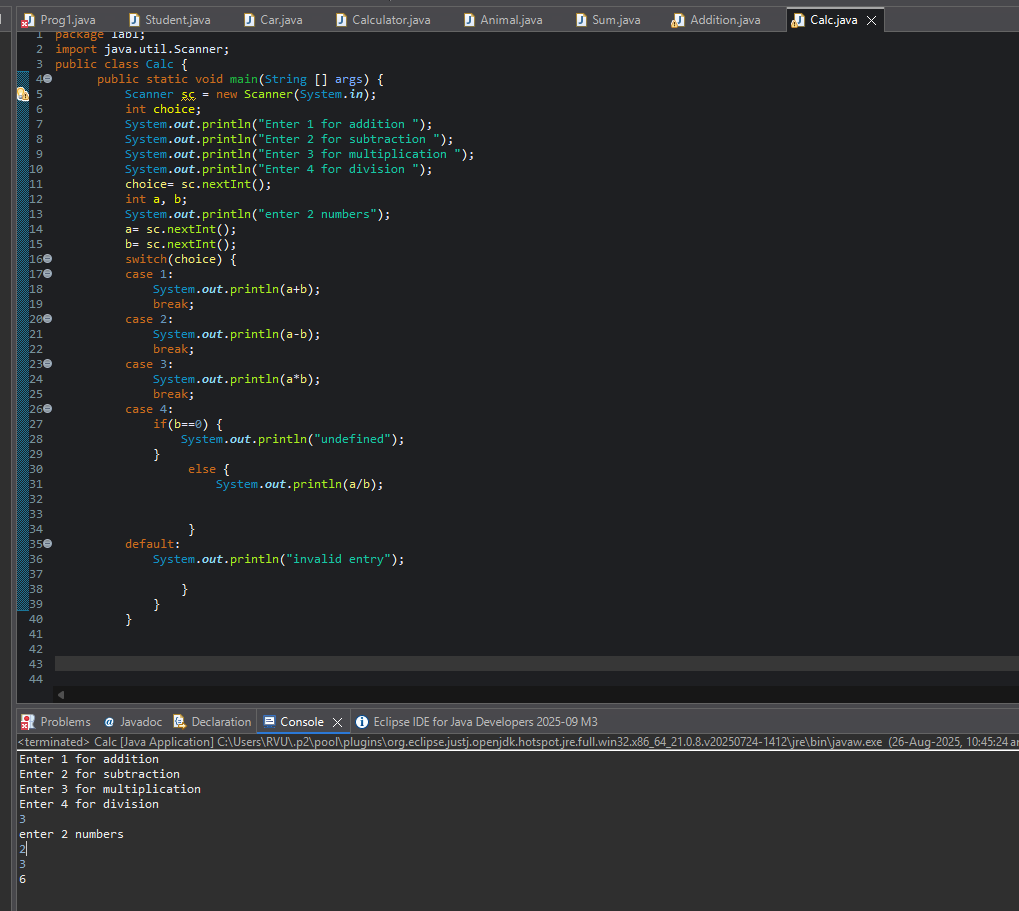 Prog1.java
Student.java
Car.java
Calculator.java
Animal.java
Sum.java
Addition.java
Calc.java
1 package lab1;
2 import java.util.Scanner;
3 public class Calc {
4 public static void main(String [] args) {
5 Scanner sc = new Scanner(System.in);
6 int choice;
7 System.out.println("Enter 1 for addition ");
8 System.out.println("Enter 2 for subtraction ");
9 System.out.println("Enter 3 for multiplication ");
10 System.out.println("Enter 4 for division ");
11 choice= sc.nextInt();
12 int a, b;
13 System.out.println("enter 2 numbers");
14 a= sc.nextInt();
15 b= sc.nextInt();
16 switch(choice) {
17 case 1:
18 System.out.println(a+b);
19 break;
20 case 2:
21 System.out.println(a-b);
22 break;
23 case 3:
24 System.out.println(a*b);
25 break;
26 case 4:
27 if(b==0) {
28 System.out.println("undefined");
29 }
30 else {
31 System.out.println(a/b);
32
33
34 }
35 default:
36 System.out.println("invalid entry");
37
38 }
39 }
40 }
41
42
43
44
Problems
Javadoc
Declaration
Console
Eclipse IDE for Java Developers 2025-09 M3
<terminated> Calc [Java Application] C:\Users\RVU\.p2\pool\plugins\org.eclipse.justj.openjdk.hotspot.jre.full.win32.x86_64_21.0.8.v20250724-1412\jre\bin\javaw.exe (26-Aug-2025, 10:45:24 
Enter 1 for addition
Enter 2 for subtraction
Enter 3 for multiplication
Enter 4 for division
3
enter 2 numbers
2
3
6